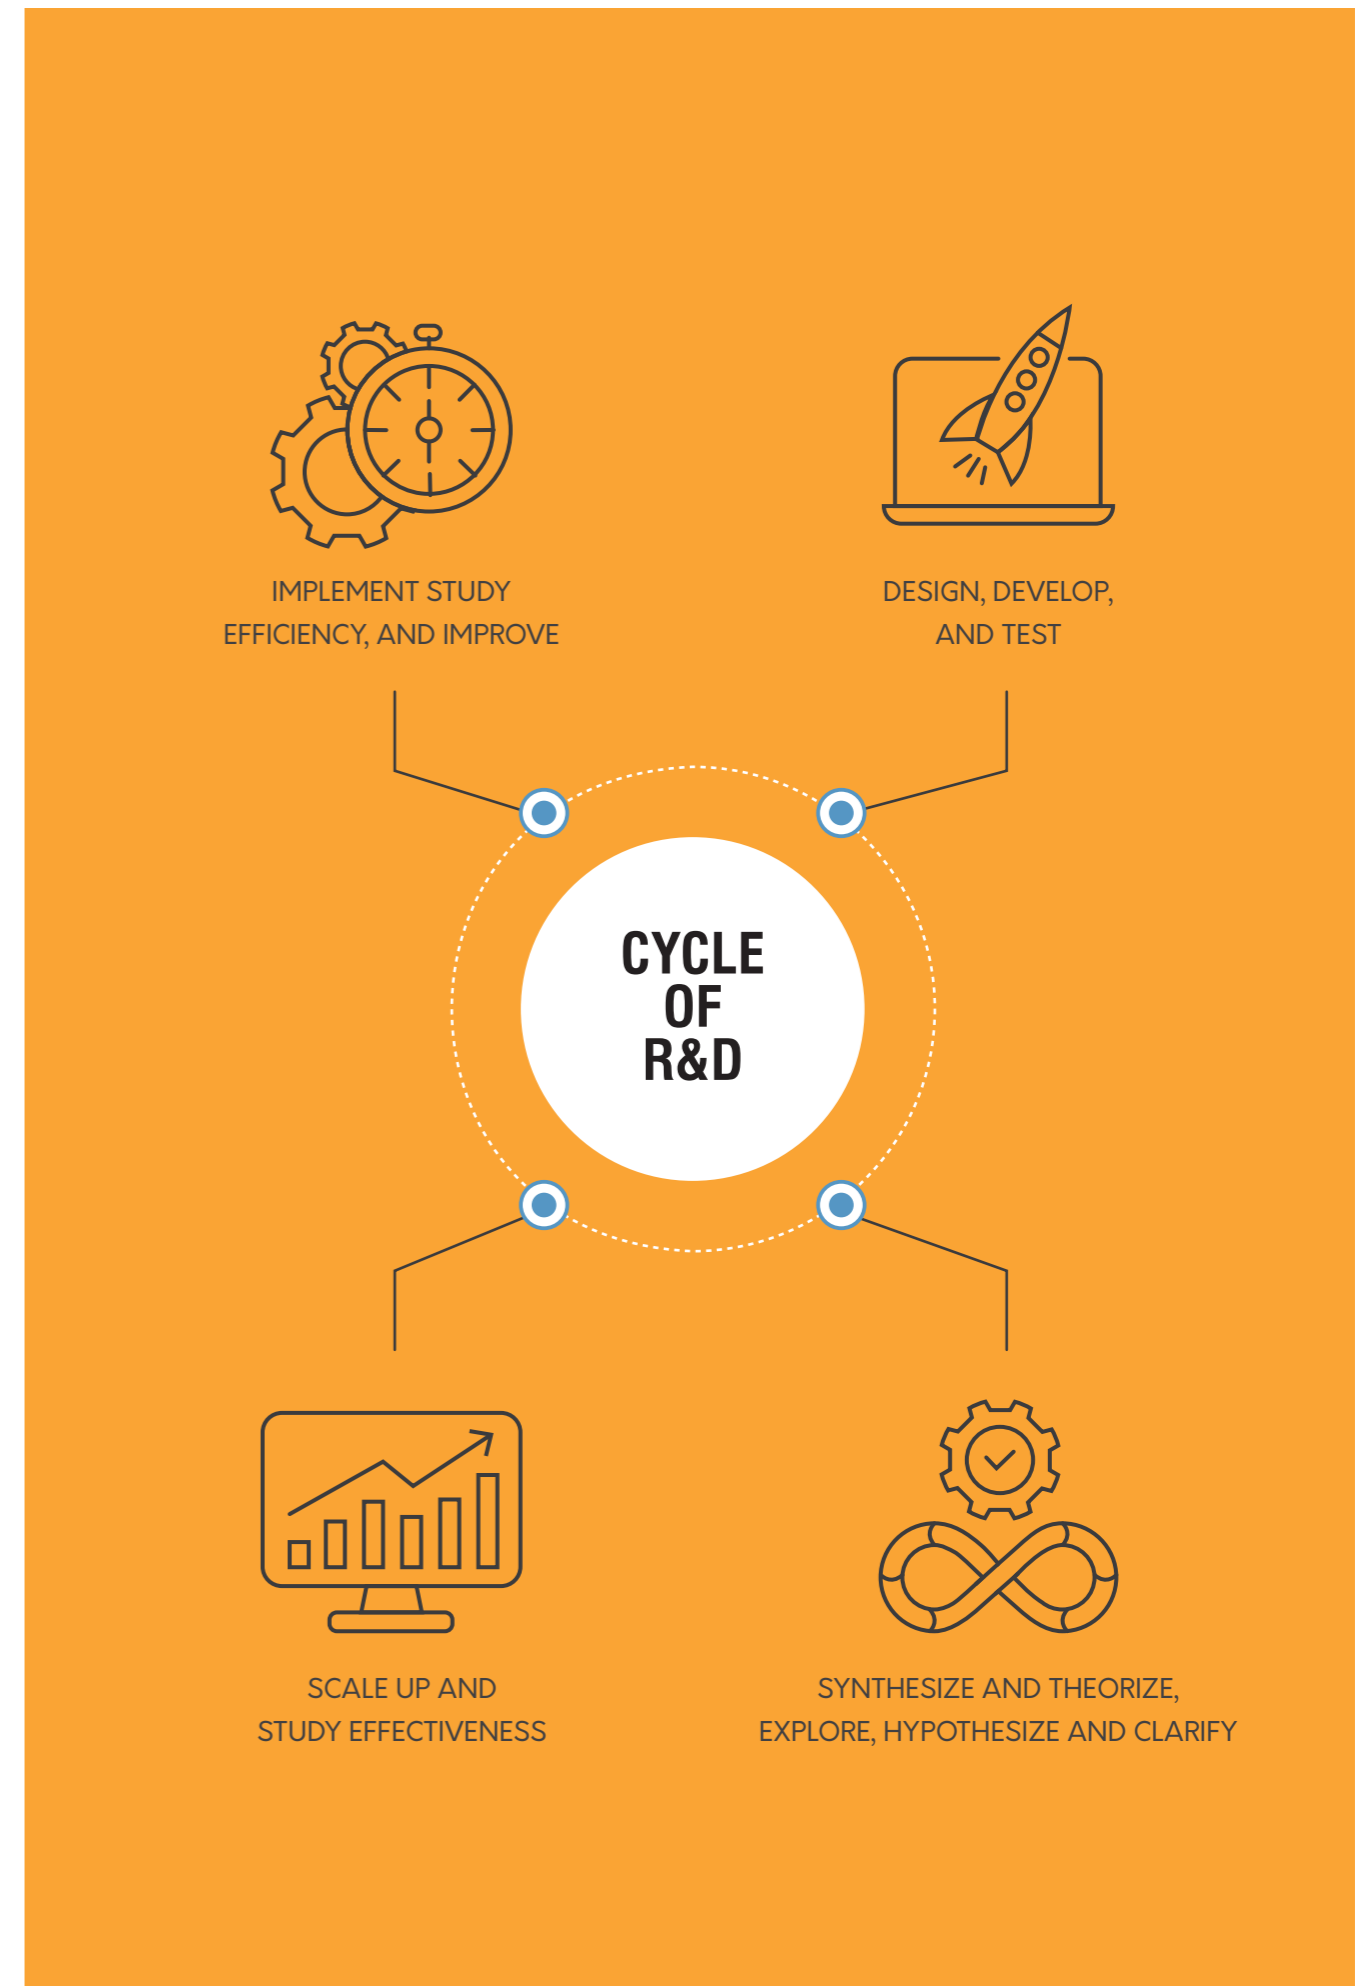 IMPLEMENT STUDY
EFFICIENCY, AND IMPROVE
DESIGN, DEVELOP,
AND TEST
CYCLE
OF
R&D
SCALE UP AND
STUDY EFFECTIVENESS
SYNTHESIZE AND THEORIZE,
EXPLORE, HYPOTHESIZE AND CLARIFY